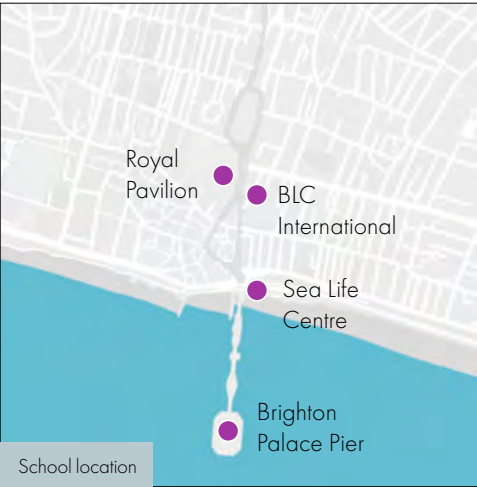 Royal
Pavilion
BLC
International
Sea Life
Centre
Brighton
Palace Pier
School location